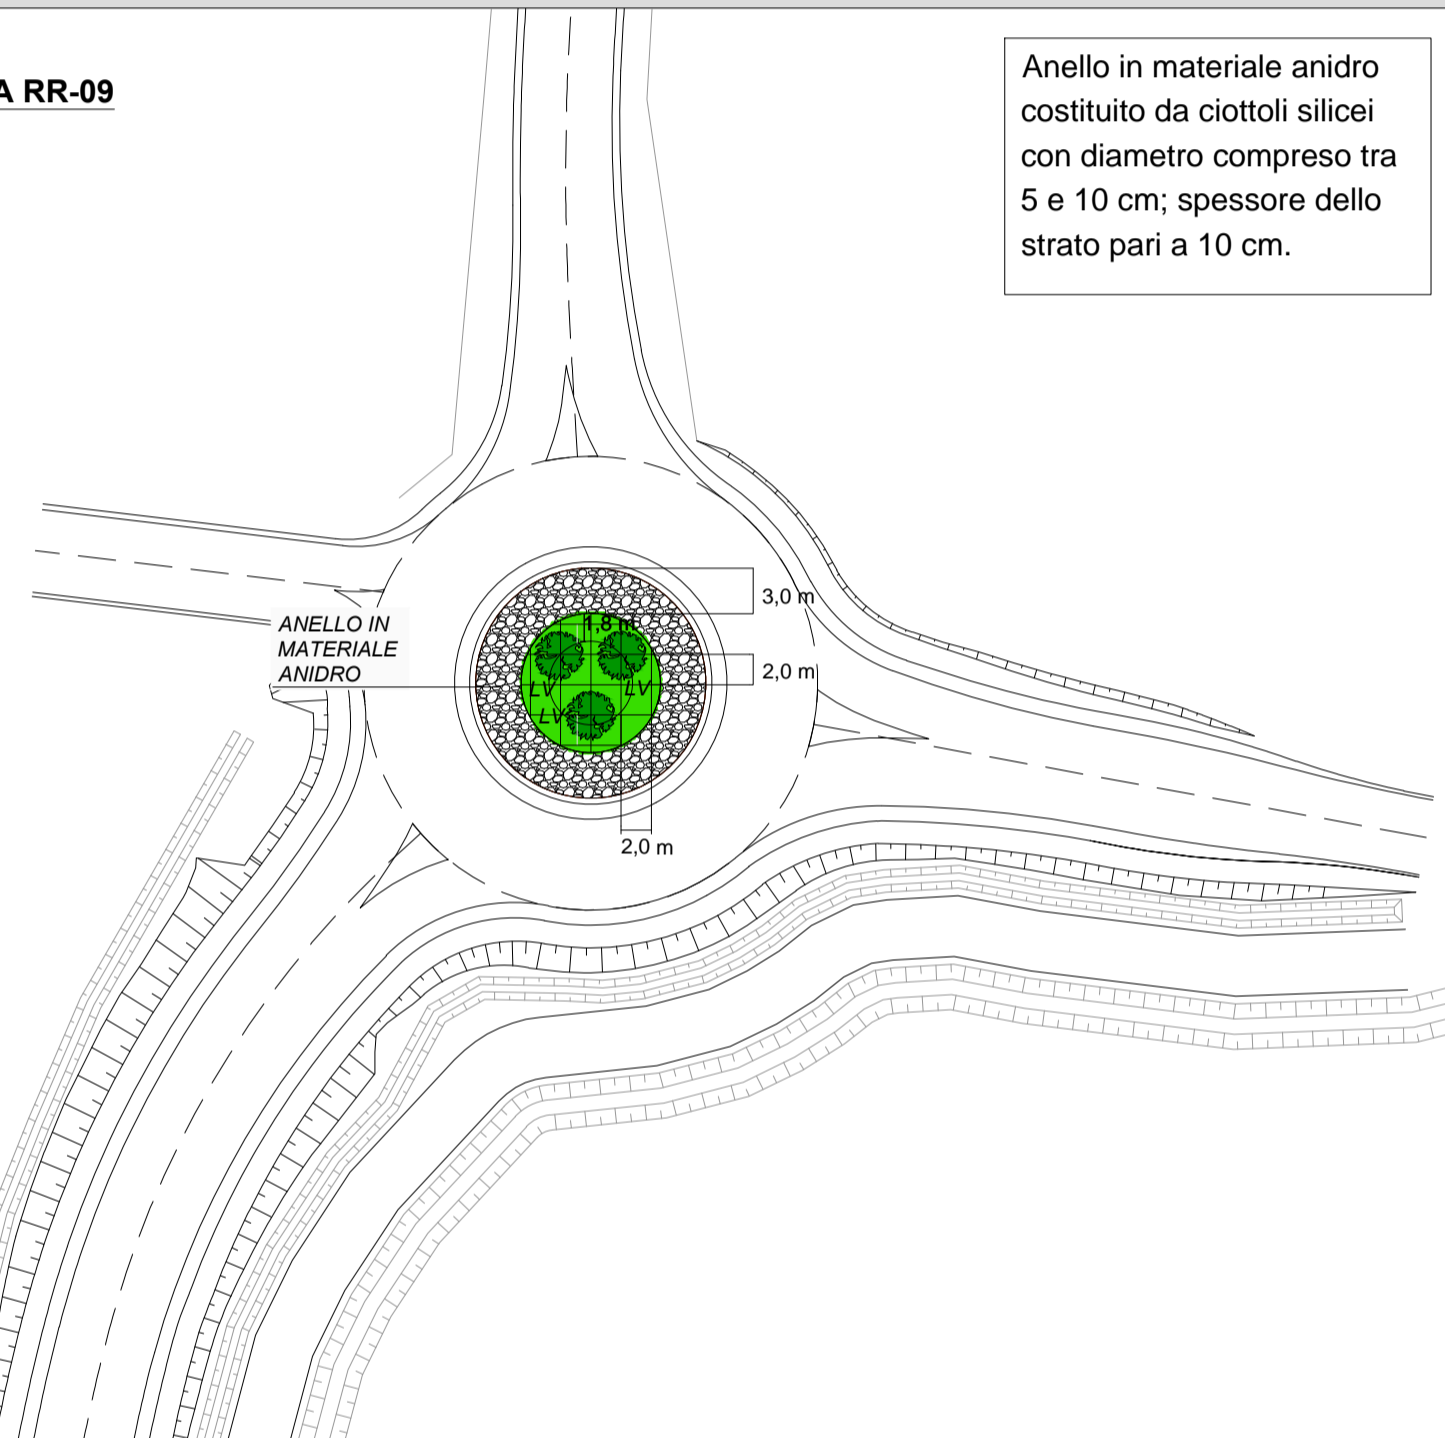 A RR-09
Anello in materiale anidro
costituito da ciottoli silicei
con diametro compreso tra
5 e 10 cm; spessore dello
strato pari a 10 cm.
3,0 m
1,8 m
ANELLO IN
MATERIALE
ANIDRO
2,0 m
LV
LV
LV
2,0 m